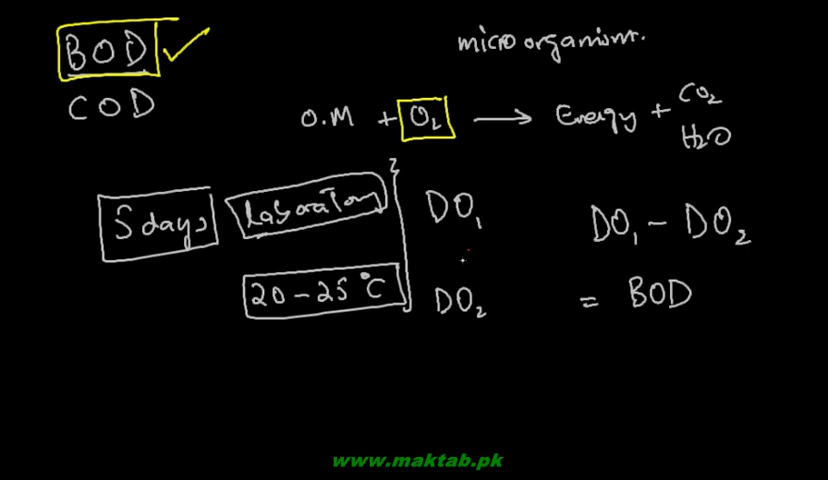 BOD
micro organism.
COD
O.M + O₂ → Energy + CO₂
H₂O
5 days laboratory DO₁ DO₁ – DO₂
20 – 25 °C DO₂ = BOD
www.maktab.pk